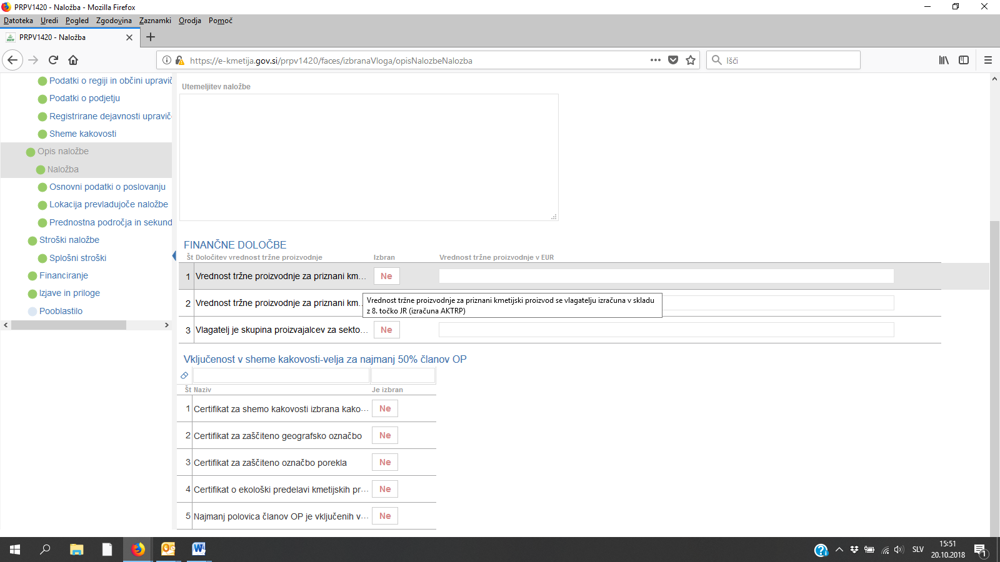 PRPV1420 - Naložba - Mozilla Firefox
Datoteka Uredi Pogled Zgodovina Zaznamki Orodja Pomoč
PRPV1420 - Naložba
https://e-kmetija.gov.si/prpv1420/faces/izbranaVloga/opisNalozbeNalozba
Išči
Podatki o regiji in občini upravič
Podatki o podjetju
Registrirane dejavnosti upravič
Sheme kakovosti
Opis naložbe
Naložba
Osnovni podatki o poslovanju
Lokacija prevladujoče naložbe
Prednostna področja in sekund
Stroški naložbe
Splošni stroški
Financiranje
Izjave in priloge
Pooblastilo
Utemeljitev naložbe
FINANČNE DOLOČBE
Št Določitev vrednost tržne proizvodnje Izbran Vrednost tržne proizvodnje v EUR
1 Vrednost tržne proizvodnje za priznani km... Ne
2 Vrednost tržne proizvodnje za priznani km...
Vrednost tržne proizvodnje za priznani kmetijski proizvod se vlagatelju izračuna v skladu
z 8. točko JR (izračuna AKTRP)
3 Vlagatelj je skupina proizvajalcev za sekto... Ne
Vključenost v sheme kakovosti-velja za najmanj 50% članov OP
Št Naziv Je izbran
1 Certifikat za shemo kakovosti izbrana kako... Ne
2 Certifikat za zaščiteno geografsko označbo Ne
3 Certifikat za zaščiteno označbo porekla Ne
4 Certifikat o ekološki predelavi kmetijskih pr... Ne
5 Najmanj polovica članov OP je vključenih v... Ne
SLV
15:51
20.10.2018
1